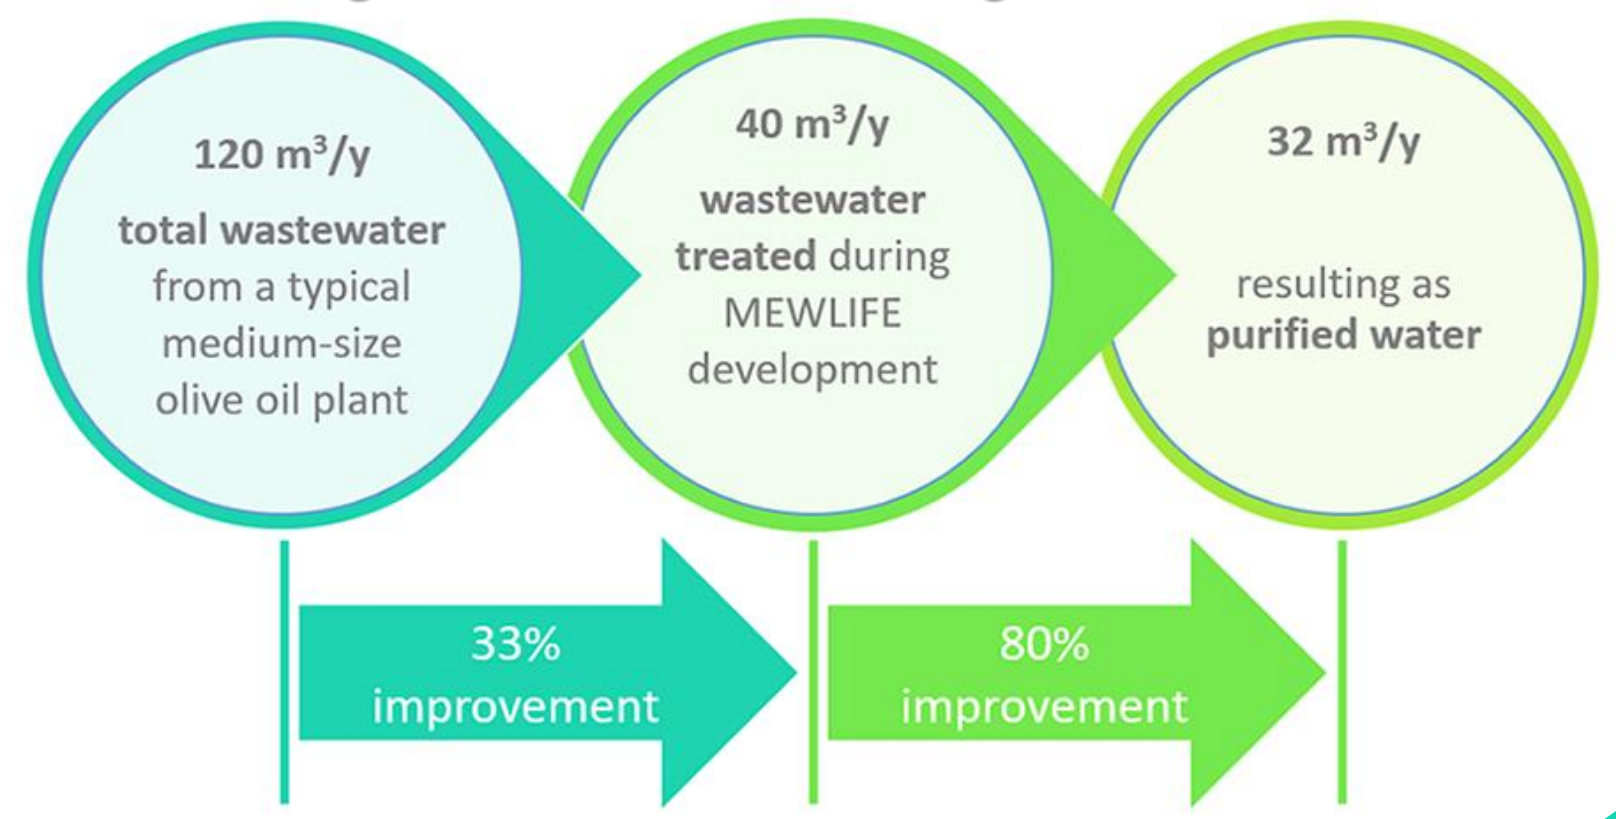 120 m³/y
total wastewater
from a typical
medium-size
olive oil plant
40 m³/y
wastewater
treated during
MEWLIFE
development
32 m³/y
resulting as
purified water
33%
improvement
80%
improvement